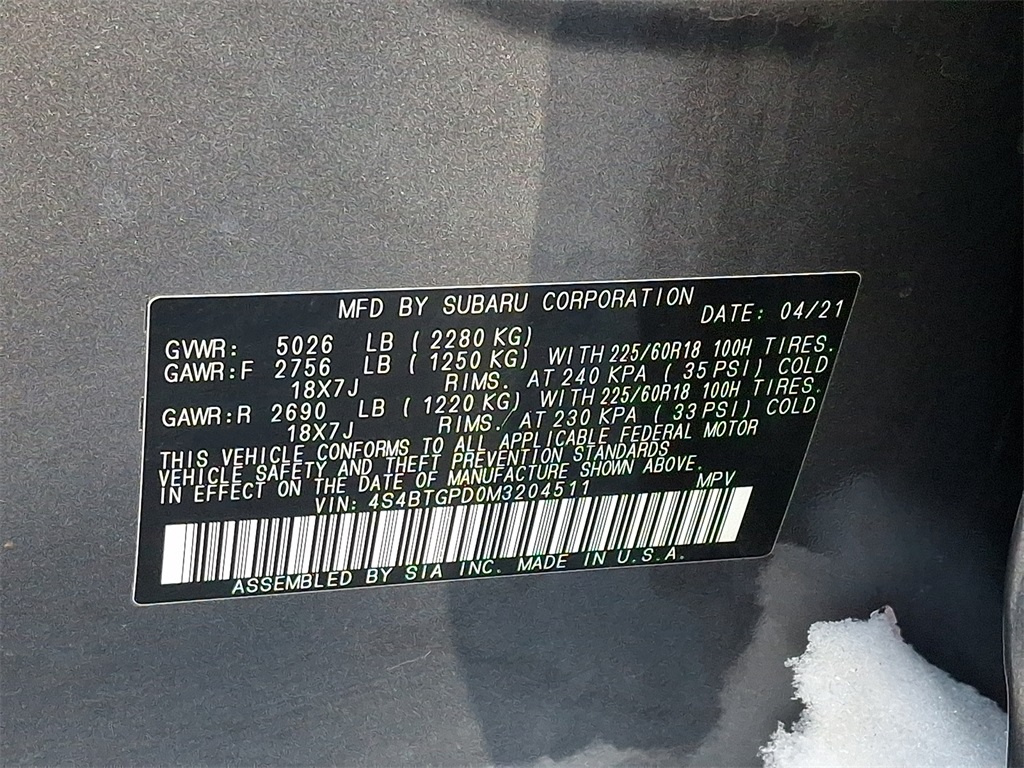 MFD BY SUBARU CORPORATION DATE: 04/21
GVWR: 5026 LB ( 2280 KG)
GAWR:F 2756 LB ( 1250 KG) WITH 225/60R18 100H TIRES.
18X7J RIMS. AT 240 KPA ( 35 PSI) COLD
GAWR:R 2690 LB ( 1220 KG) WITH 225/60R18 100H TIRES.
18X7J RIMS. AT 230 KPA ( 33 PSI) COLD
THIS VEHICLE CONFORMS TO ALL APPLICABLE FEDERAL MOTOR
VEHICLE SAFETY AND THEFT PREVENTION STANDARDS
IN EFFECT ON THE DATE OF MANUFACTURE SHOWN ABOVE.
VIN: 4S4BTGPD0M3204511 MPV
ASSEMBLED BY SIA INC. MADE IN U.S.A.